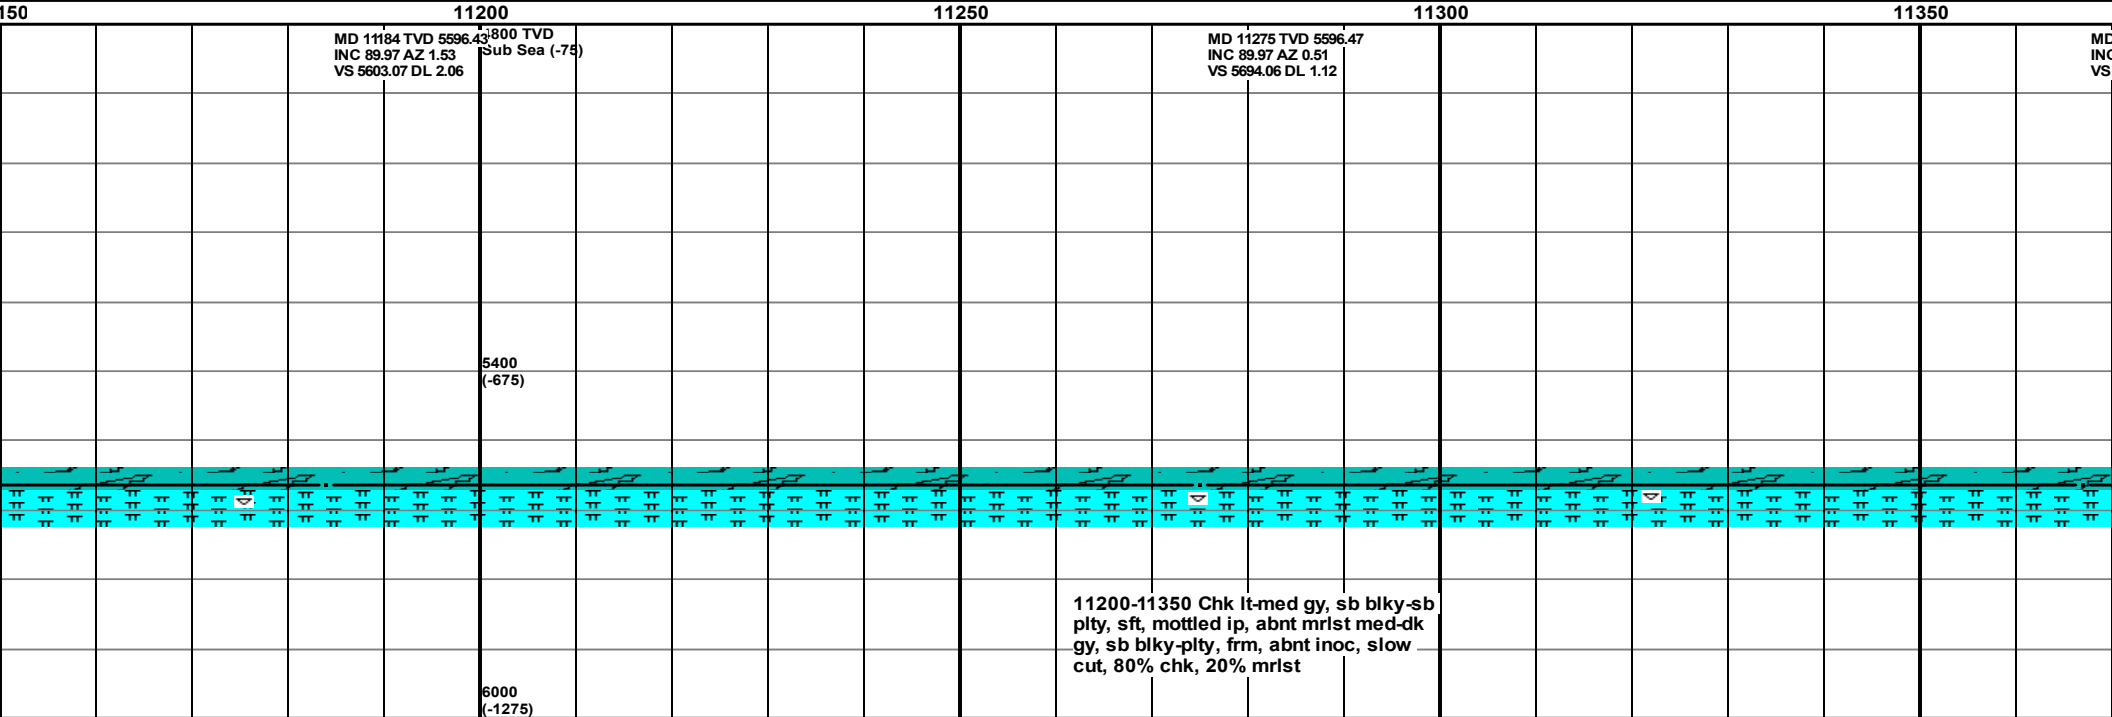 150 11200 11250 11300 11350
MD 11184 TVD 5596.43
INC 89.97 AZ 1.53
VS 5603.07 DL 2.06
800 TVD
Sub Sea (-75)
MD 11275 TVD 5596.47
INC 89.97 AZ 0.51
VS 5694.06 DL 1.12
MD
INC
VS
5400
(-675)
11200-11350 Chk lt-med gy, sb blky-sb
plty, sft, mottled ip, abnt mrlst med-dk
gy, sb blky-plty, frm, abnt inoc, slow
cut, 80% chk, 20% mrlst
6000
(-1275)